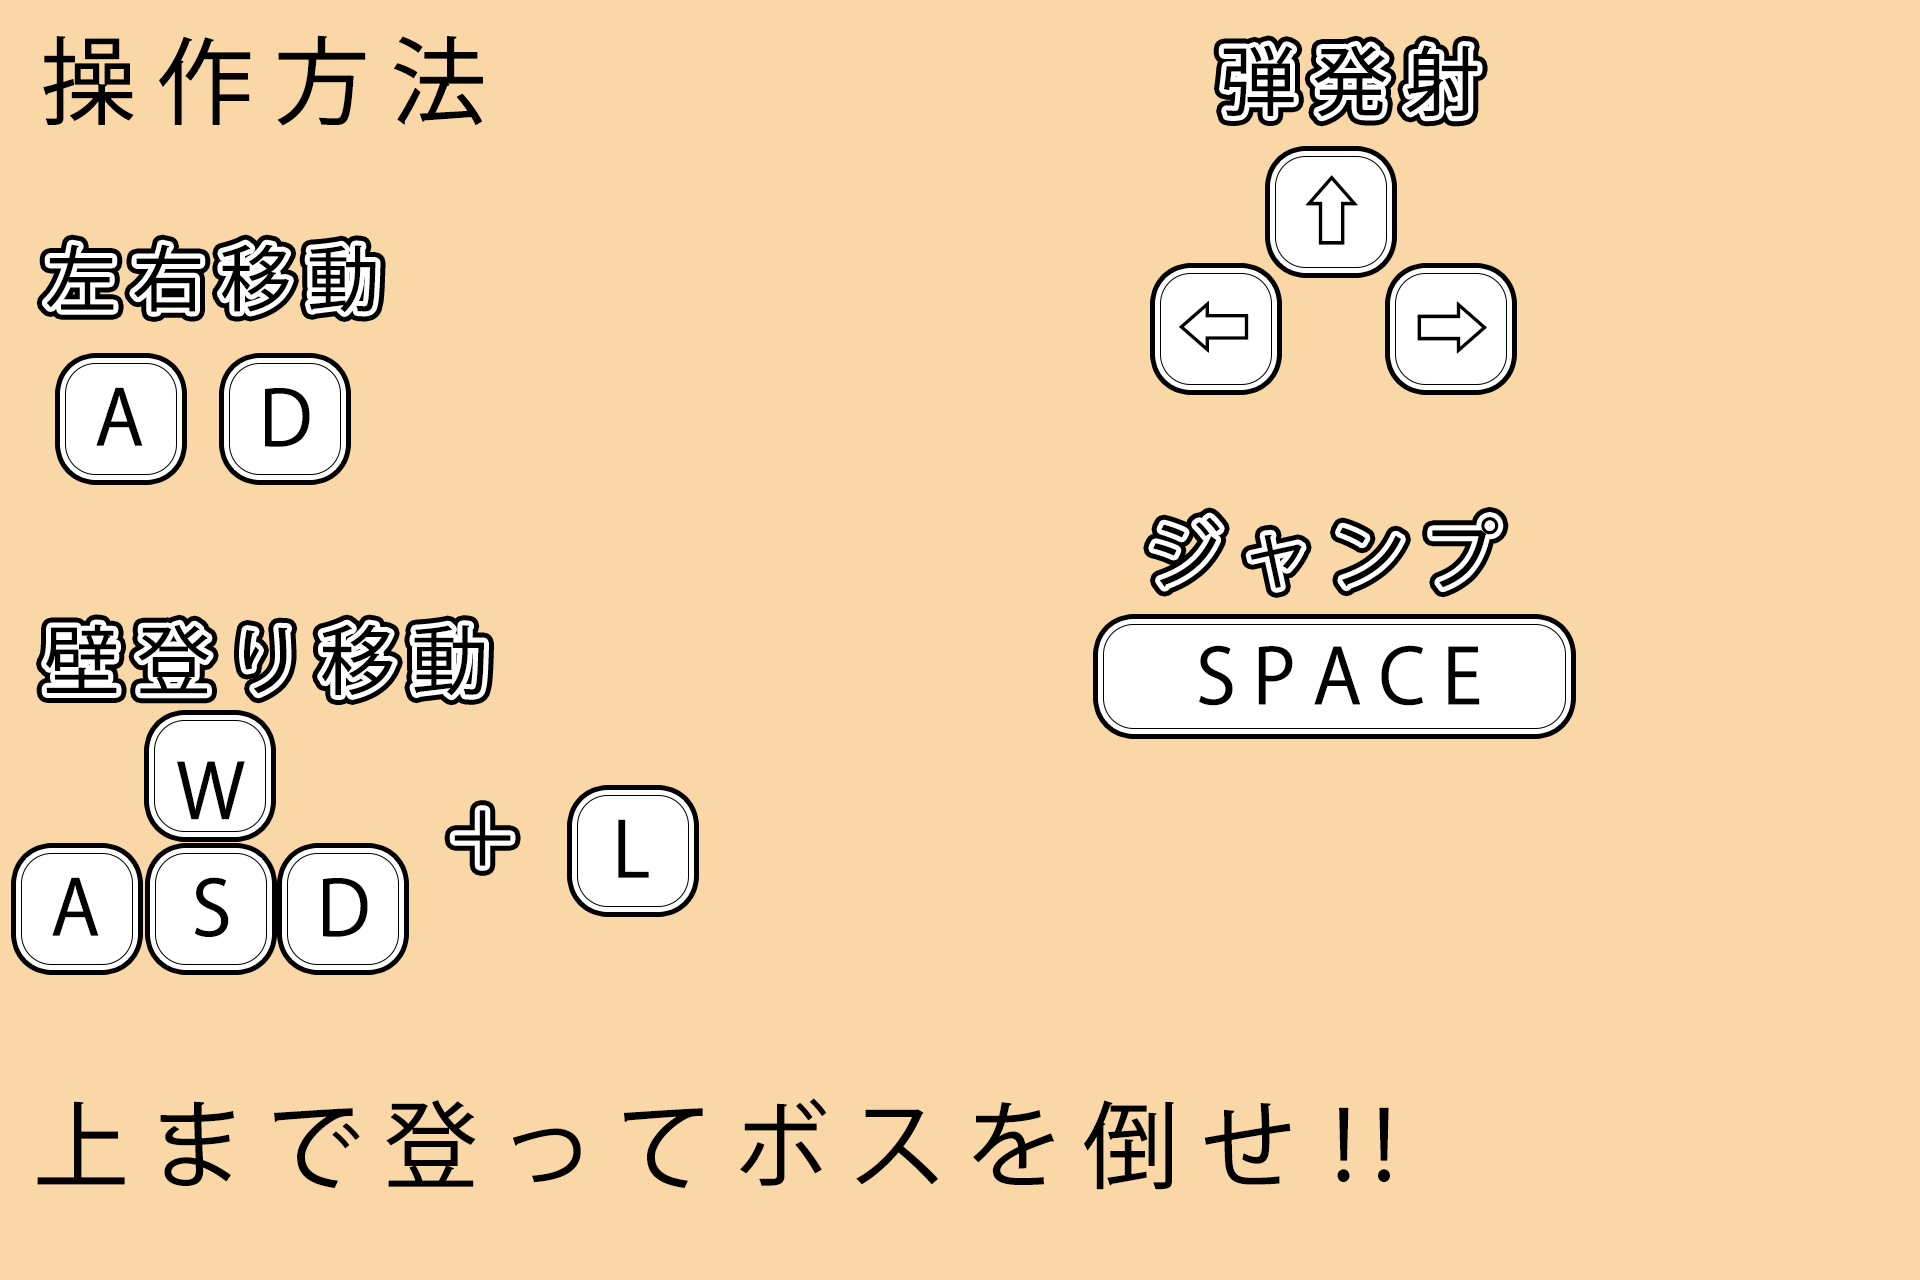 操作方法
左右移動
A D
壁登り移動
W
A S D + L
弾発射
⇧
⇦ ⇨
ジャンプ
SPACE
上まで登ってボスを倒せ!!